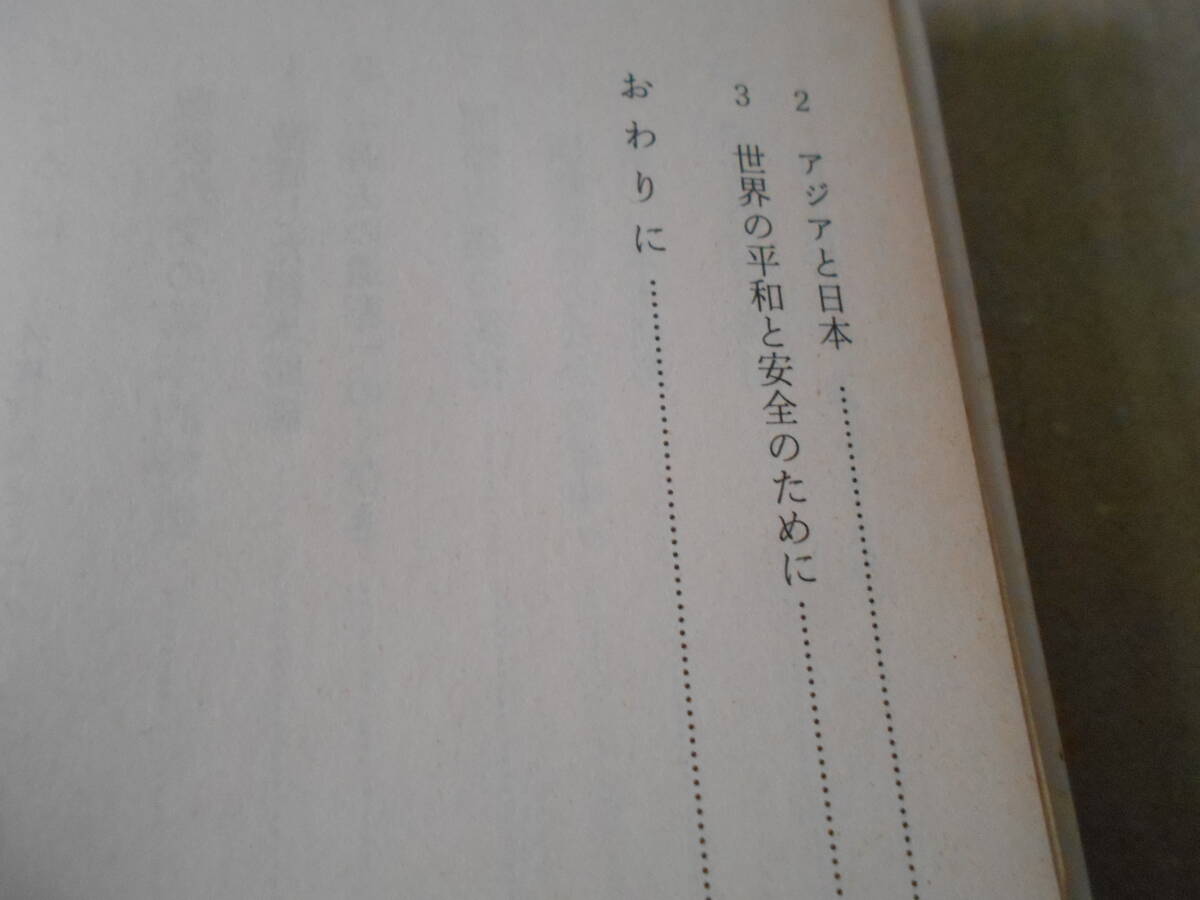 2 アジアと日本 ……………………
3 世界の平和と安全のために ……………………
おわりに ……………………